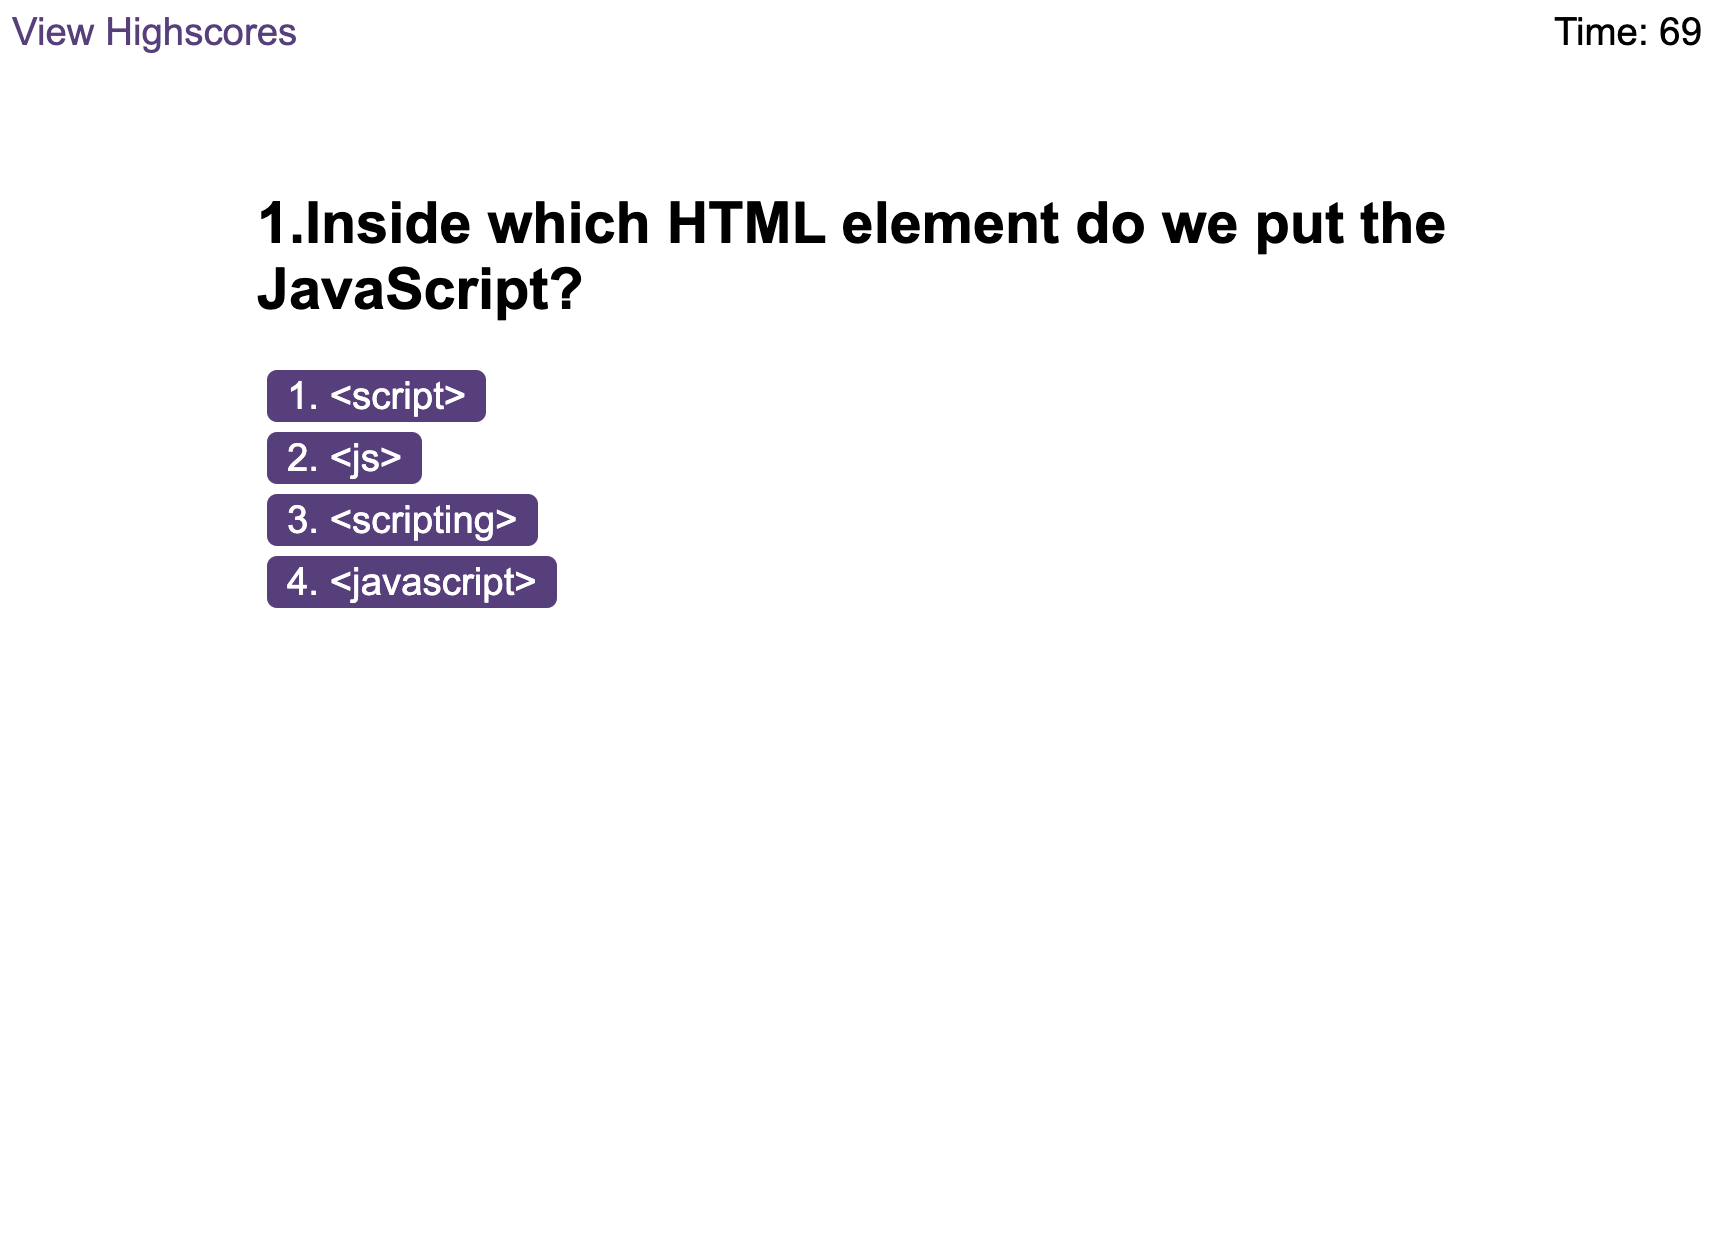 View Highscores
Time: 69
1.Inside which HTML element do we put the
JavaScript?
1. <script>
2. <js>
3. <scripting>
4. <javascript>